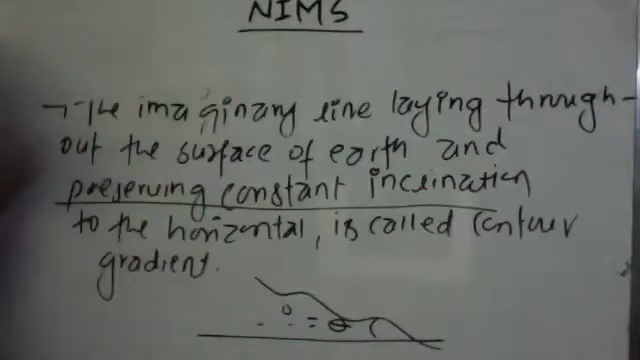 NIMS
→ The imaginary line laying through-
out the surface of earth and
preserving constant inclination
to the horizontal, is called Contour
gradient.
∴ = θ